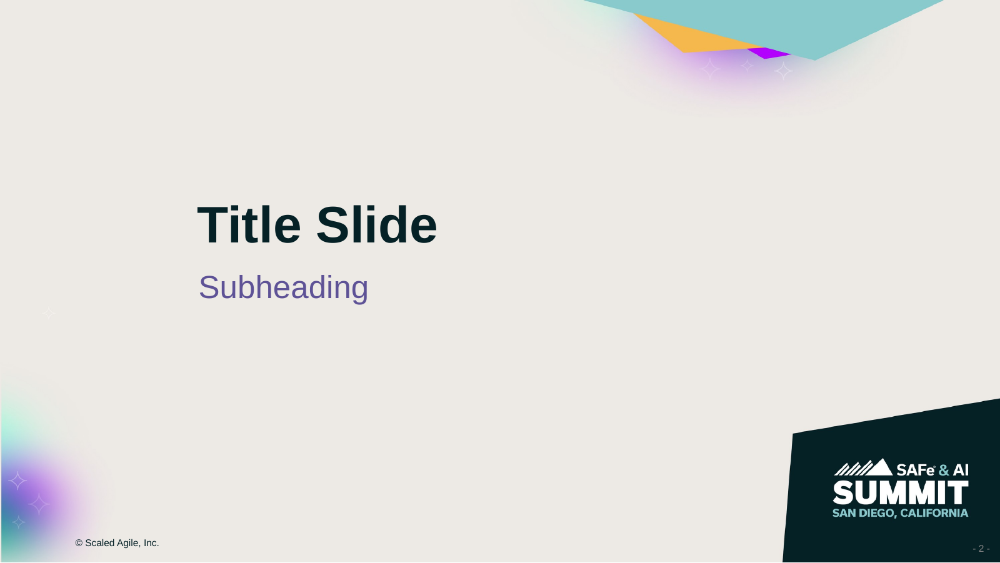 Title Slide
Subheading
SAFe® & AI
SUMMIT
SAN DIEGO, CALIFORNIA
© Scaled Agile, Inc.
- 2 -